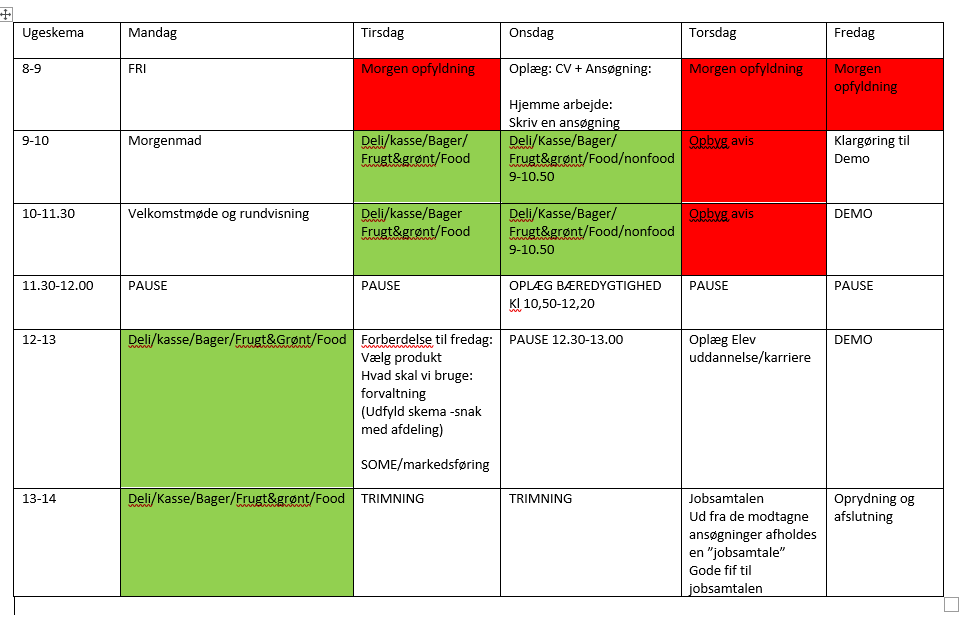 Ugeskema
Mandag
Tirsdag
Onsdag
Torsdag
Fredag
8-9
FRI
Morgen opfyldning
Oplæg: CV + Ansøgning:
Hjemme arbejde:
Skriv en ansøgning
Morgen opfyldning
Morgen
opfyldning
9-10
Morgenmad
Deli/kasse/Bager/
Frugt&grønt/Food
Deli/Kasse/Bager/
Frugt&grønt/Food/nonfood
9-10.50
Opbyg avis
Klargøring til
Demo
10-11.30
Velkomstmøde og rundvisning
Deli/kasse/Bager
Frugt&grønt/Food
Deli/Kasse/Bager/
Frugt&grønt/Food/nonfood
9-10.50
Opbyg avis
DEMO
11.30-12.00
PAUSE
PAUSE
OPLÆG BÆREDYGTIGHED
Kl 10,50-12,20
PAUSE
PAUSE
12-13
Deli/kasse/Bager/Frugt&Grønt/Food
Forberdelse til fredag:
Vælg produkt
Hvad skal vi bruge:
forvaltning
(Udfyld skema -snak
med afdeling)
SOME/markedsføring
PAUSE 12.30-13.00
Oplæg Elev
uddannelse/karriere
DEMO
13-14
Deli/Kasse/Bager/Frugt&grønt/Food
TRIMNING
TRIMNING
Jobsamtalen
Ud fra de modtagne
ansøgninger afholdes
en ”jobsamtale”
Gode fif til
jobsamtalen
Oprydning og
afslutning